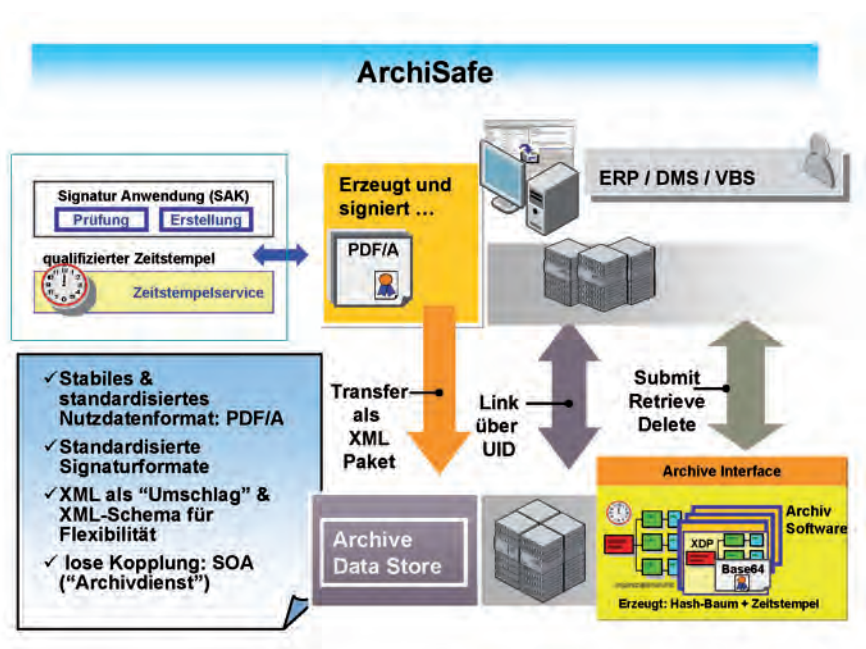 ArchiSafe
Signatur Anwendung (SAK)
Prüfung
Erstellung
qualifizierter Zeitstempel
Zeitstempelservice
Erzeugt und
signiert ...
PDF/A
ERP / DMS / VBS
✓Stabiles &
standardisiertes
Nutzdatenformat: PDF/A
✓Standardisierte
Signaturformate
✓XML als “Umschlag” &
XML-Schema für
Flexibilität
✓ lose Kopplung: SOA
(“Archivdienst”)
Transfer
als
XML
Paket
Link
über
UID
Submit
Retrieve
Delete
Archive
Data Store
Archive Interface
Archiv
Software
XDP
Base64
Erzeugt: Hash-Baum + Zeitstempel